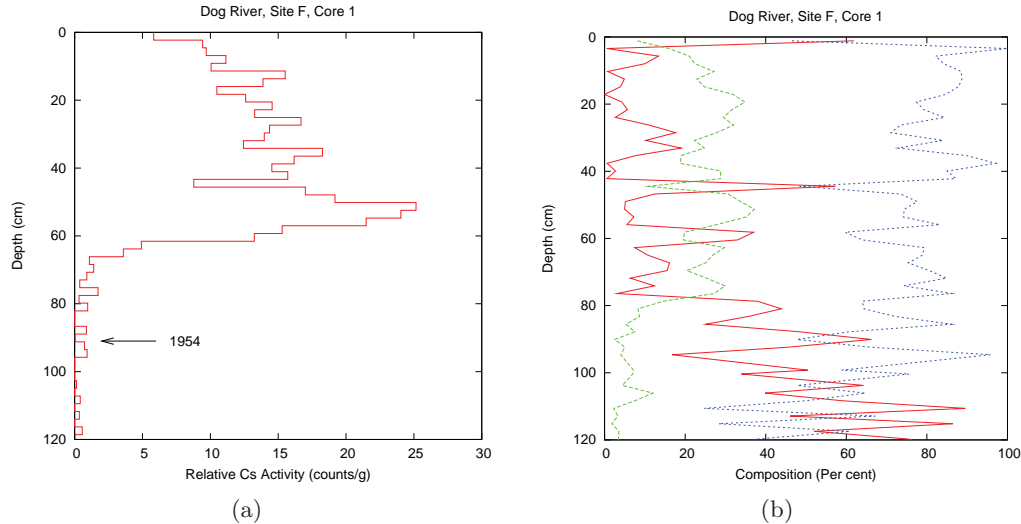 Dog River, Site F, Core 1
0
20
40
60
80
100
120
0 5 10 15 20 25 30
Depth (cm)
Relative Cs Activity (counts/g)
1954
(a)
Dog River, Site F, Core 1
0
20
40
60
80
100
120
0 20 40 60 80 100
Depth (cm)
Composition (Per cent)
(b)